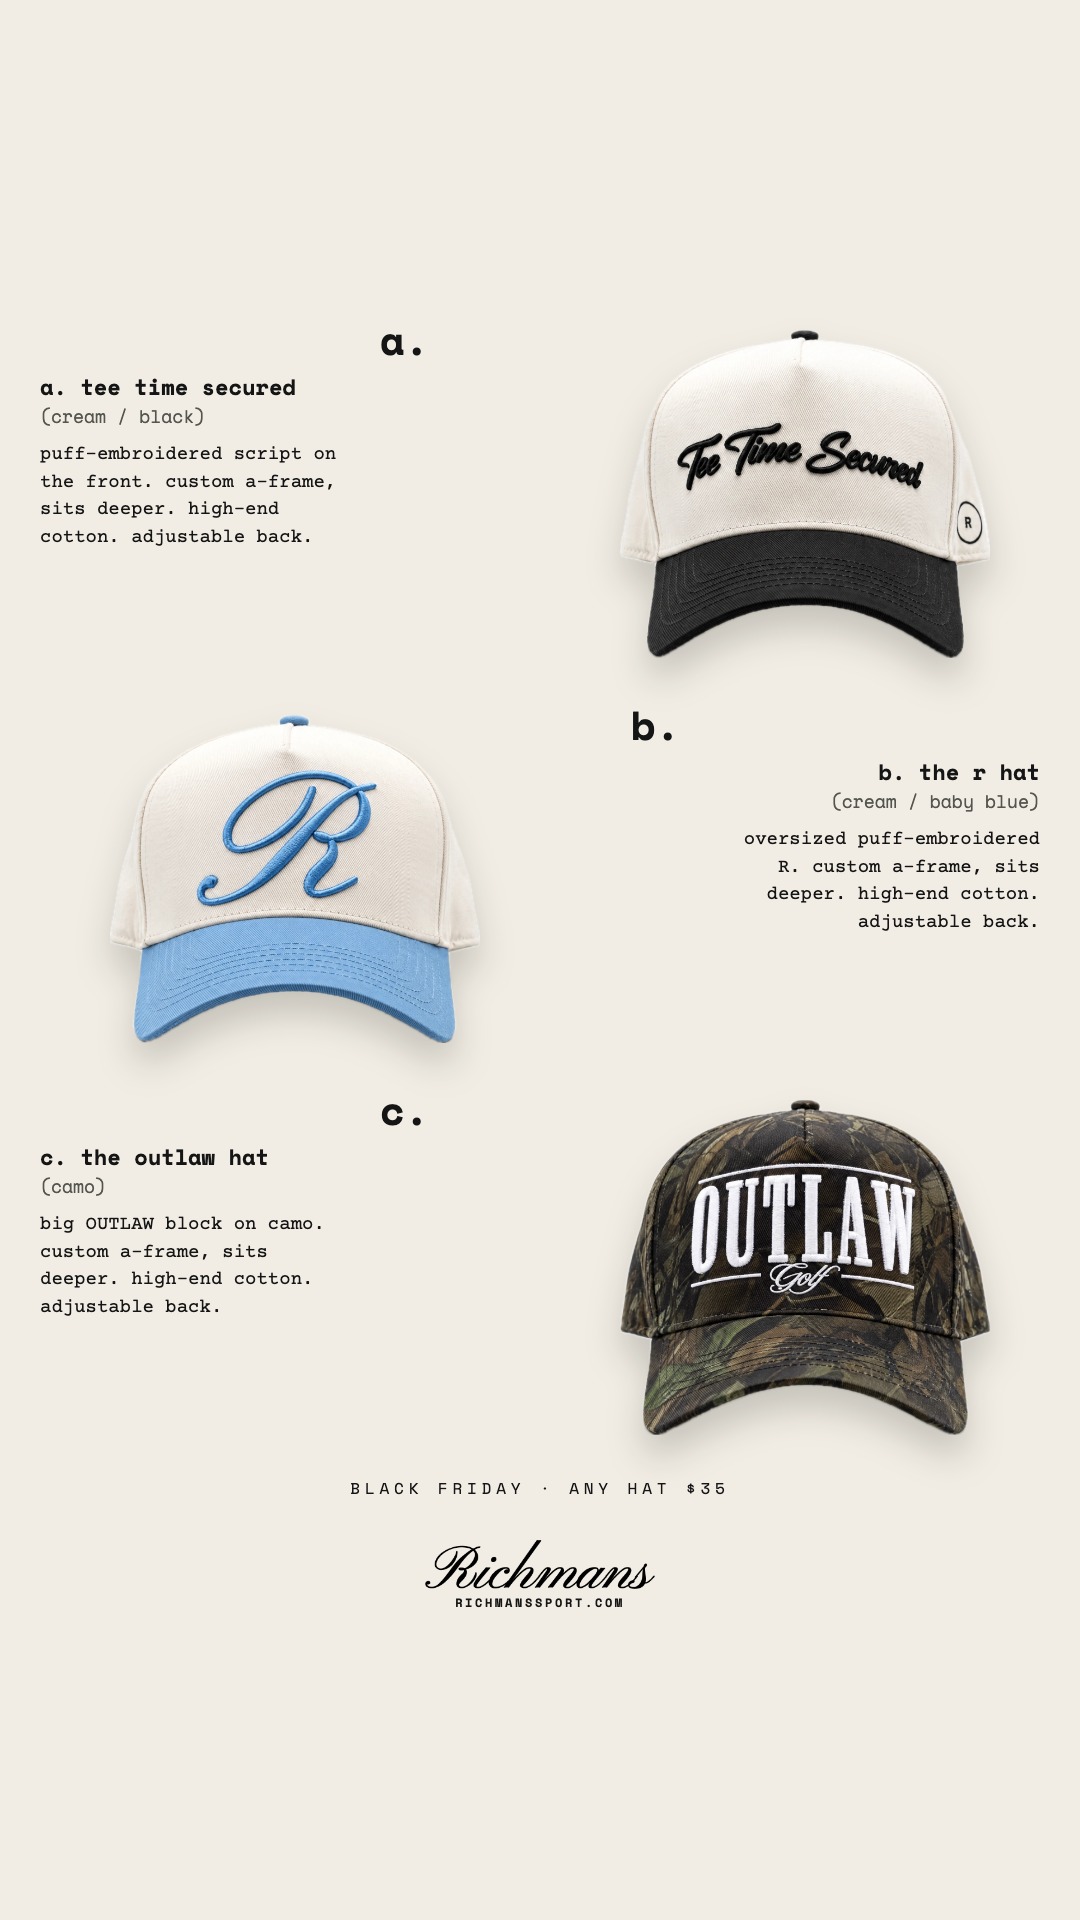 a.
a. tee time secured
(cream / black)
puff-embroidered script on
the front. custom a-frame,
sits deeper. high-end
cotton. adjustable back.
Tee Time Secured
R
b.
b. the r hat
(cream / baby blue)
oversized puff-embroidered
R. custom a-frame, sits
deeper. high-end cotton.
adjustable back.
R
c.
c. the outlaw hat
(camo)
big OUTLAW block on camo.
custom a-frame, sits
deeper. high-end cotton.
adjustable back.
OUTLAW
Golf
BLACK FRIDAY · ANY HAT $35
Richmans
RICHMANSSPORT.COM